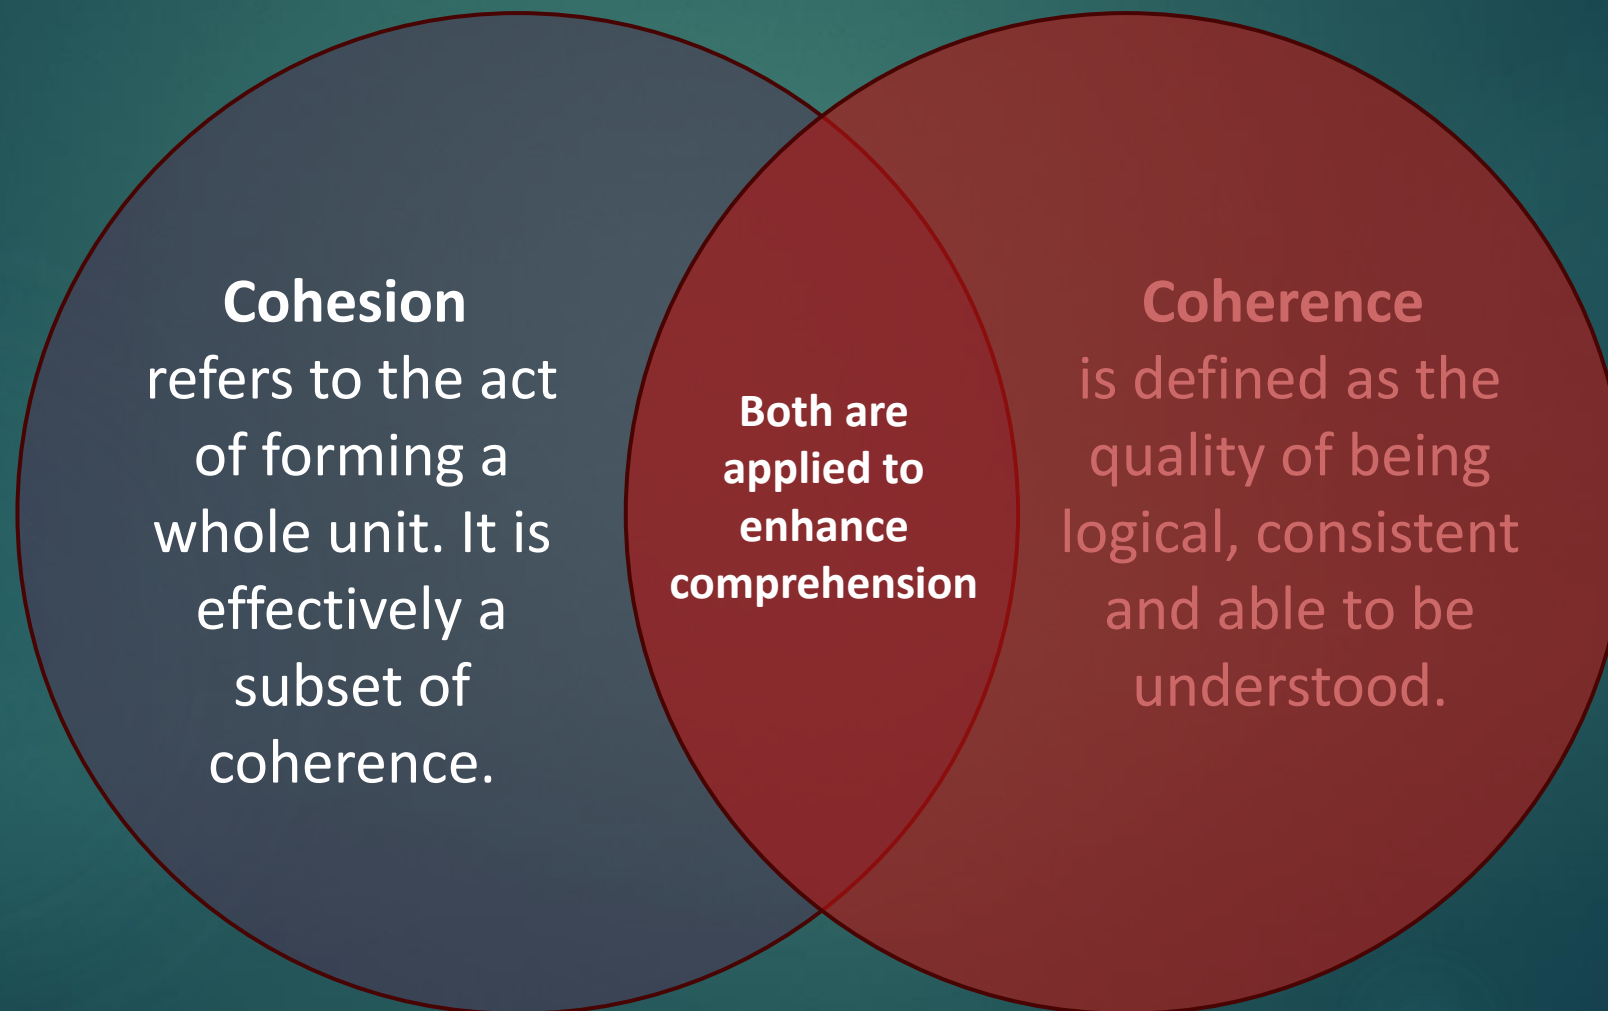 Cohesion
refers to the act
of forming a
whole unit. It is
effectively a
subset of
coherence.
Both are
applied to
enhance
comprehension
Coherence
is defined as the
quality of being
logical, consistent
and able to be
understood.